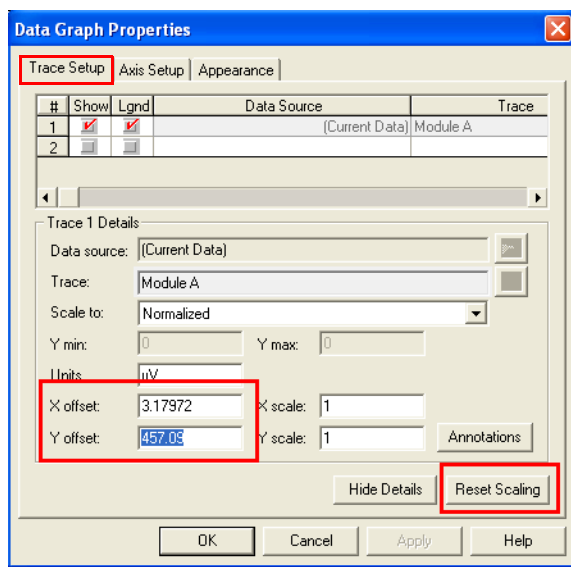 Data Graph Properties
Trace Setup Axis Setup Appearance
# Show Lgnd Data Source Trace
1 (Current Data) Module A
2
Trace 1 Details
Data source: (Current Data)
Trace: Module A
Scale to: Normalized
Y min: 0 Y max: 0
Units µV
X offset: 3.17972 X scale: 1
Y offset: 457.09 Y scale: 1 Annotations
Hide Details Reset Scaling
OK Cancel Apply Help